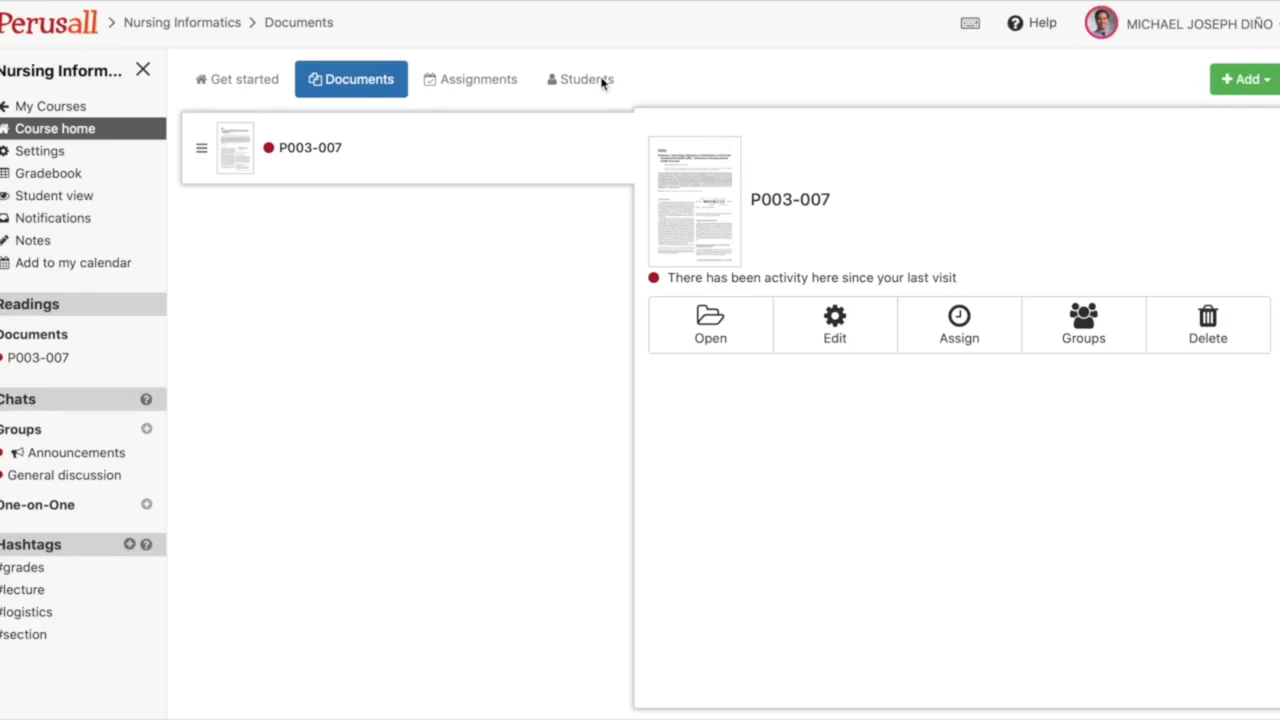 Perusall > Nursing Informatics > Documents
Help
MICHAEL JOSEPH DIÑO
Nursing Inform...
Get started
Documents
Assignments
Students
Add
My Courses
Course home
Settings
Gradebook
Student view
Notifications
Notes
Add to my calendar
Readings
Documents
P003-007
Chats
Groups
Announcements
General discussion
One-on-One
Hashtags
#grades
#lecture
#logistics
#section
P003-007
P003-007
There has been activity here since your last visit
Open
Edit
Assign
Groups
Delete